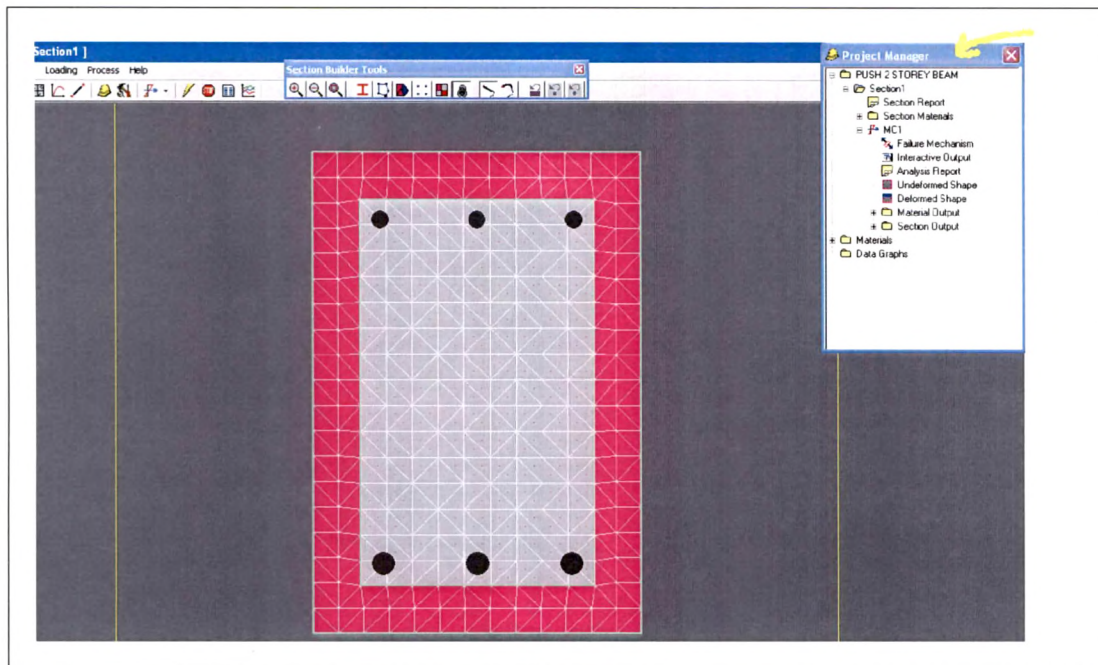 Section1 ]
Loading Process Help
Section Builder Tools
Project Manager
PUSH 2 STOREY BEAM
Section1
Section Report
Section Materials
MC1
Failure Mechanism
Interactive Output
Analysis Report
Undeformed Shape
Deformed Shape
Material Output
Section Output
Materials
Data Graphs